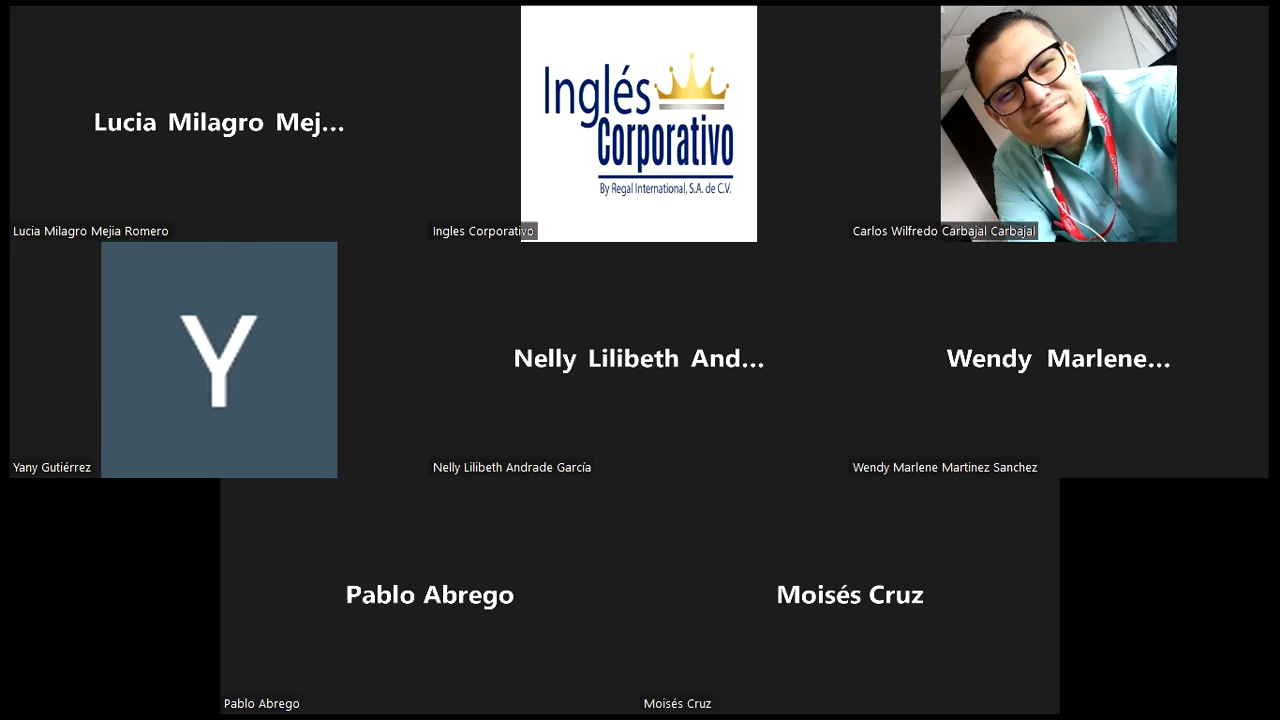 Lucia Milagro Mej...
Inglés
Corporativo
By Regal International, S.A. de C.V.
Lucia Milagro Mejia Romero
Ingles Corporativo
Carlos Wilfredo Carbajal Carbajal
Y
Nelly Lilibeth And...
Wendy Marlene...
Yany Gutiérrez
Nelly Lilibeth Andrade García
Wendy Marlene Martinez Sanchez
Pablo Abrego
Moisés Cruz
Pablo Abrego
Moisés Cruz